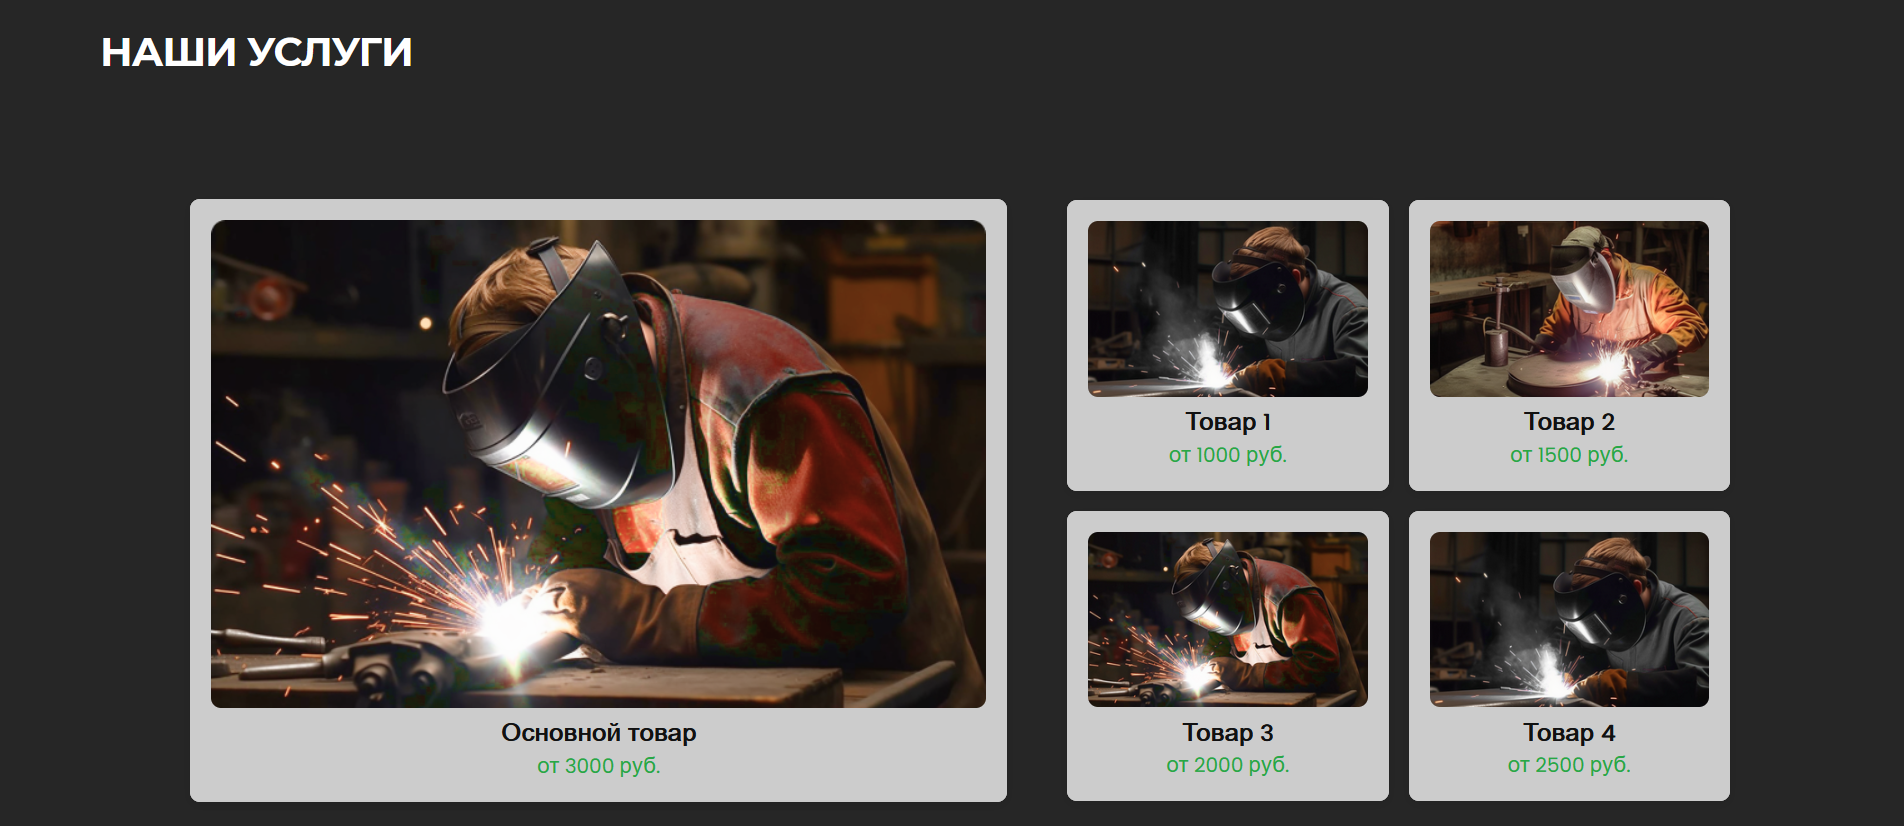 НАШИ УСЛУГИ
Основной товар
от 3000 руб.
Товар 1
от 1000 руб.
Товар 2
от 1500 руб.
Товар 3
от 2000 руб.
Товар 4
от 2500 руб.